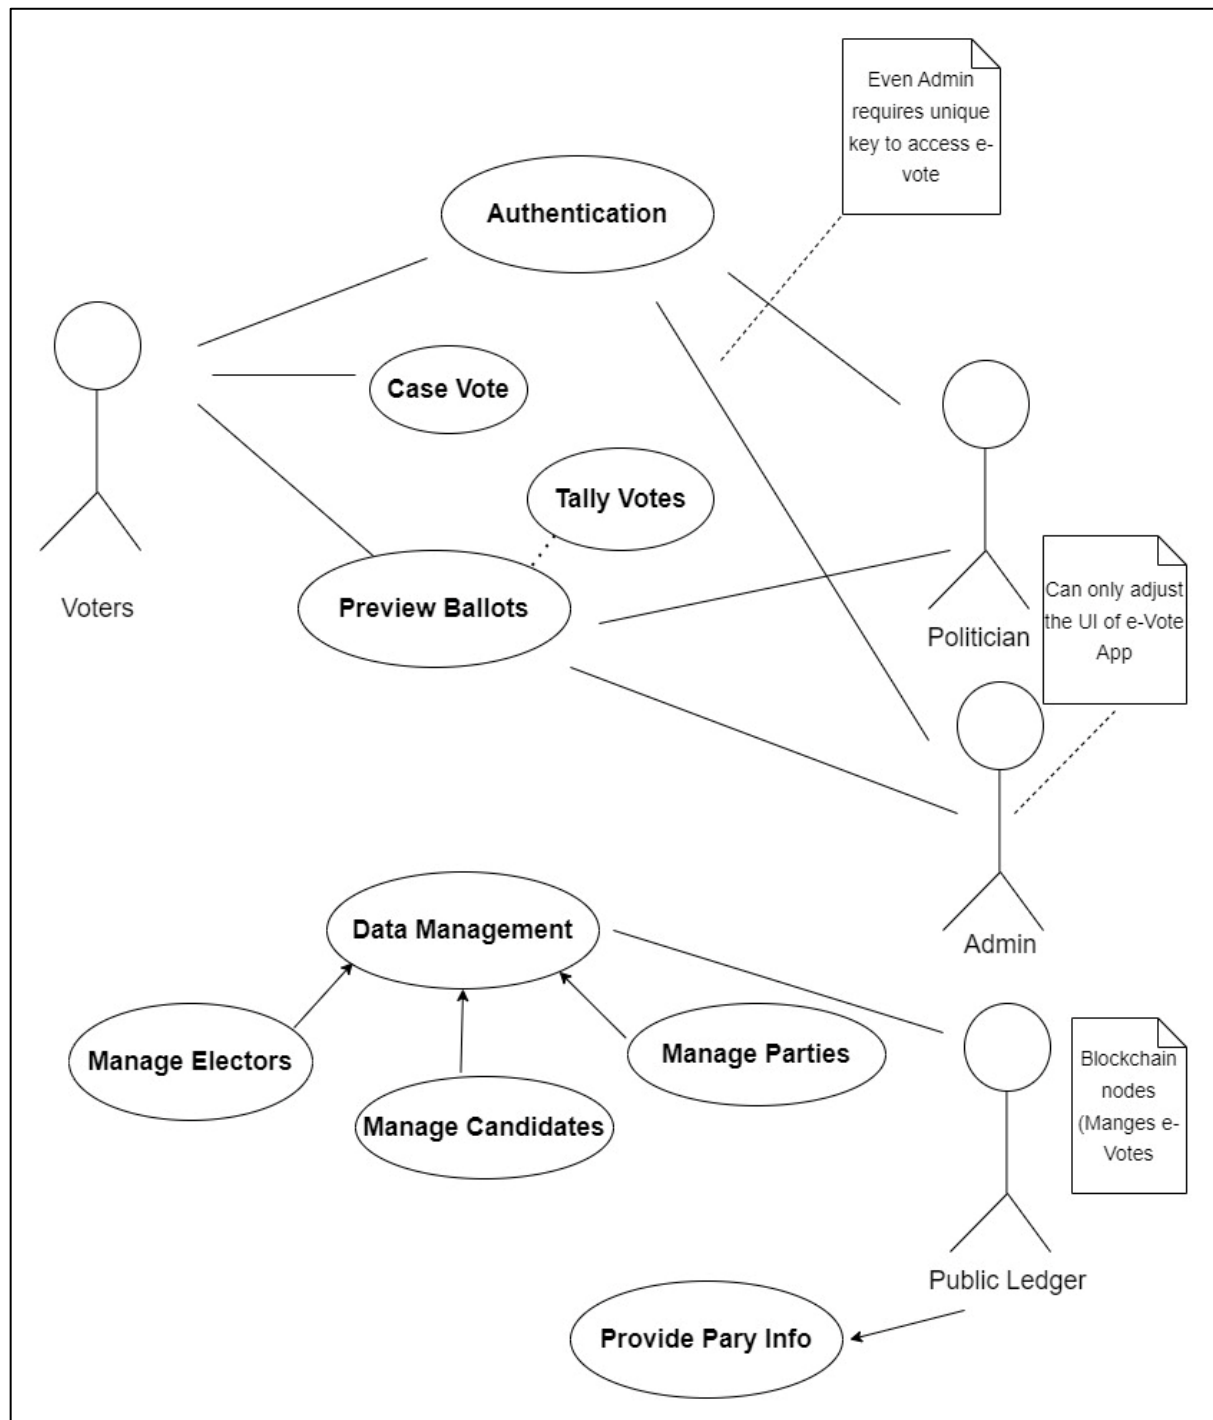 Even Admin
requires unique
key to access e-
vote
Authentication
Case Vote
Tally Votes
Preview Ballots
Voters
Politician
Can only adjust
the UI of e-Vote
App
Admin
Data Management
Manage Electors
Manage Parties
Manage Candidates
Blockchain
nodes
(Manges e-
Votes
Public Ledger
Provide Pary Info